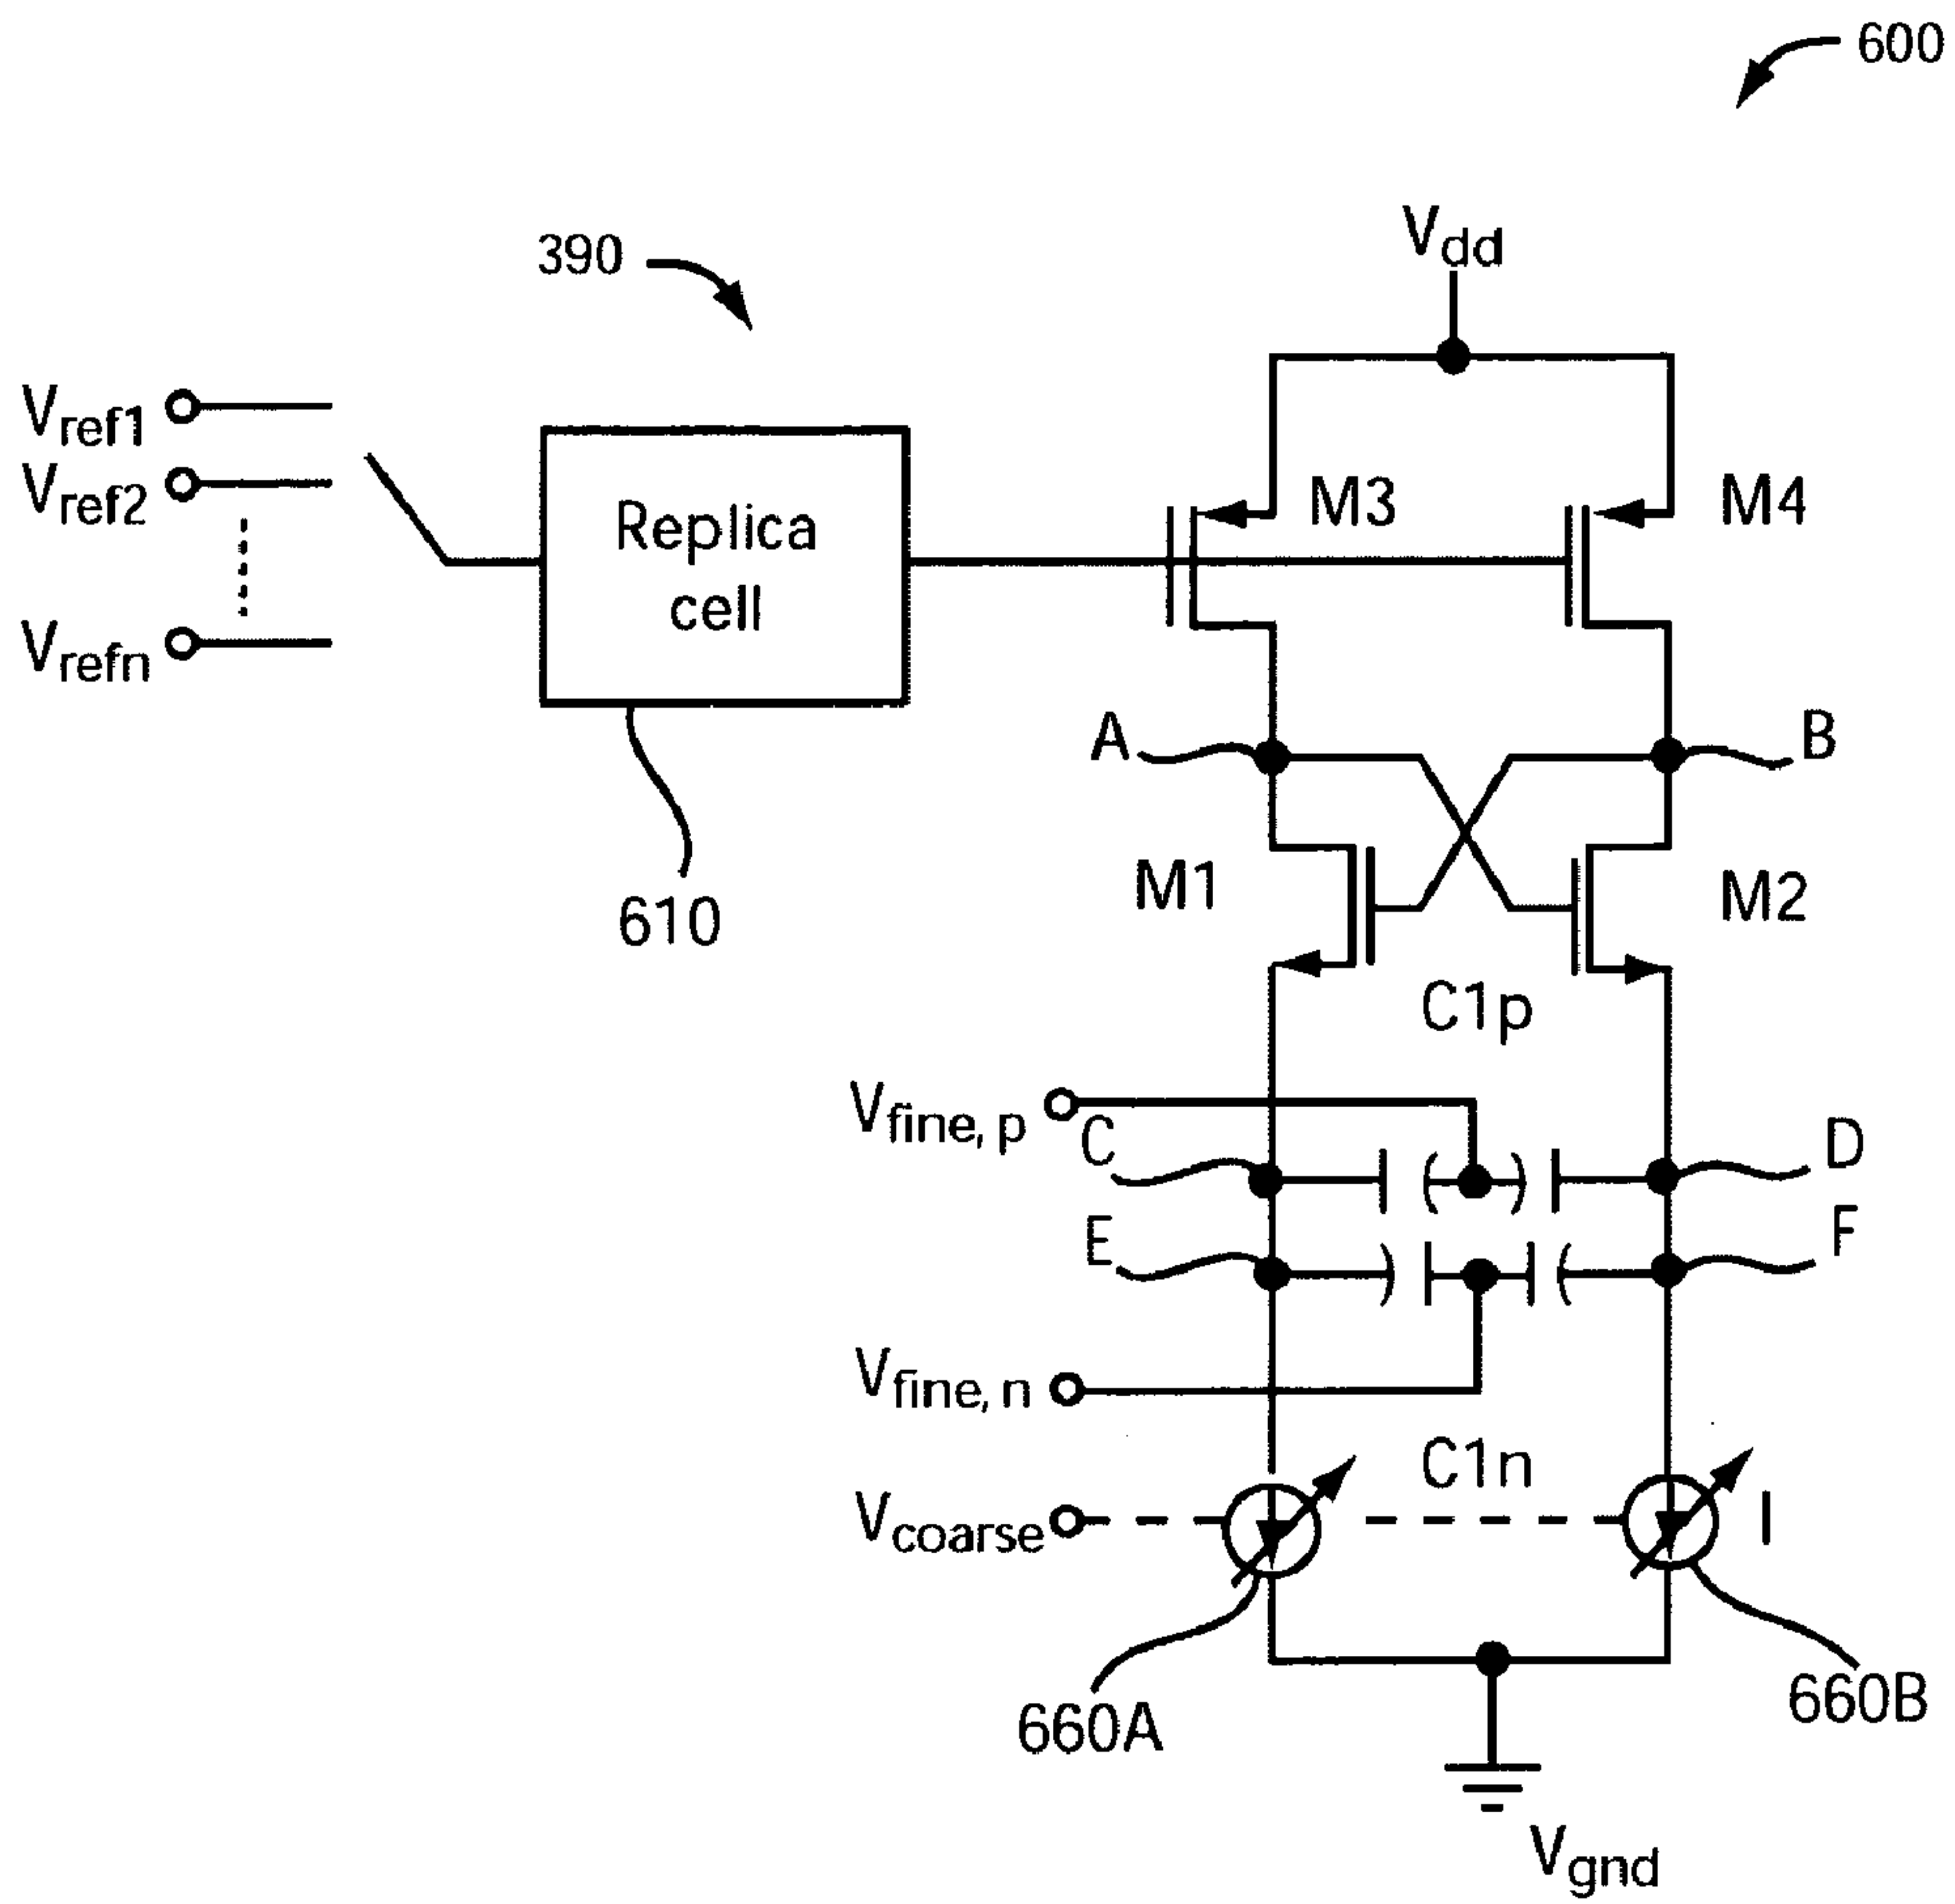 600
390
Vdd
Vref1
Vref2
Vrefn
Replica
cell
M3
M4
A
B
M1
M2
610
C1p
Vfine, p
C
D
E
F
Vfine, n
C1n
Vcoarse
I
660A
660B
Vgnd